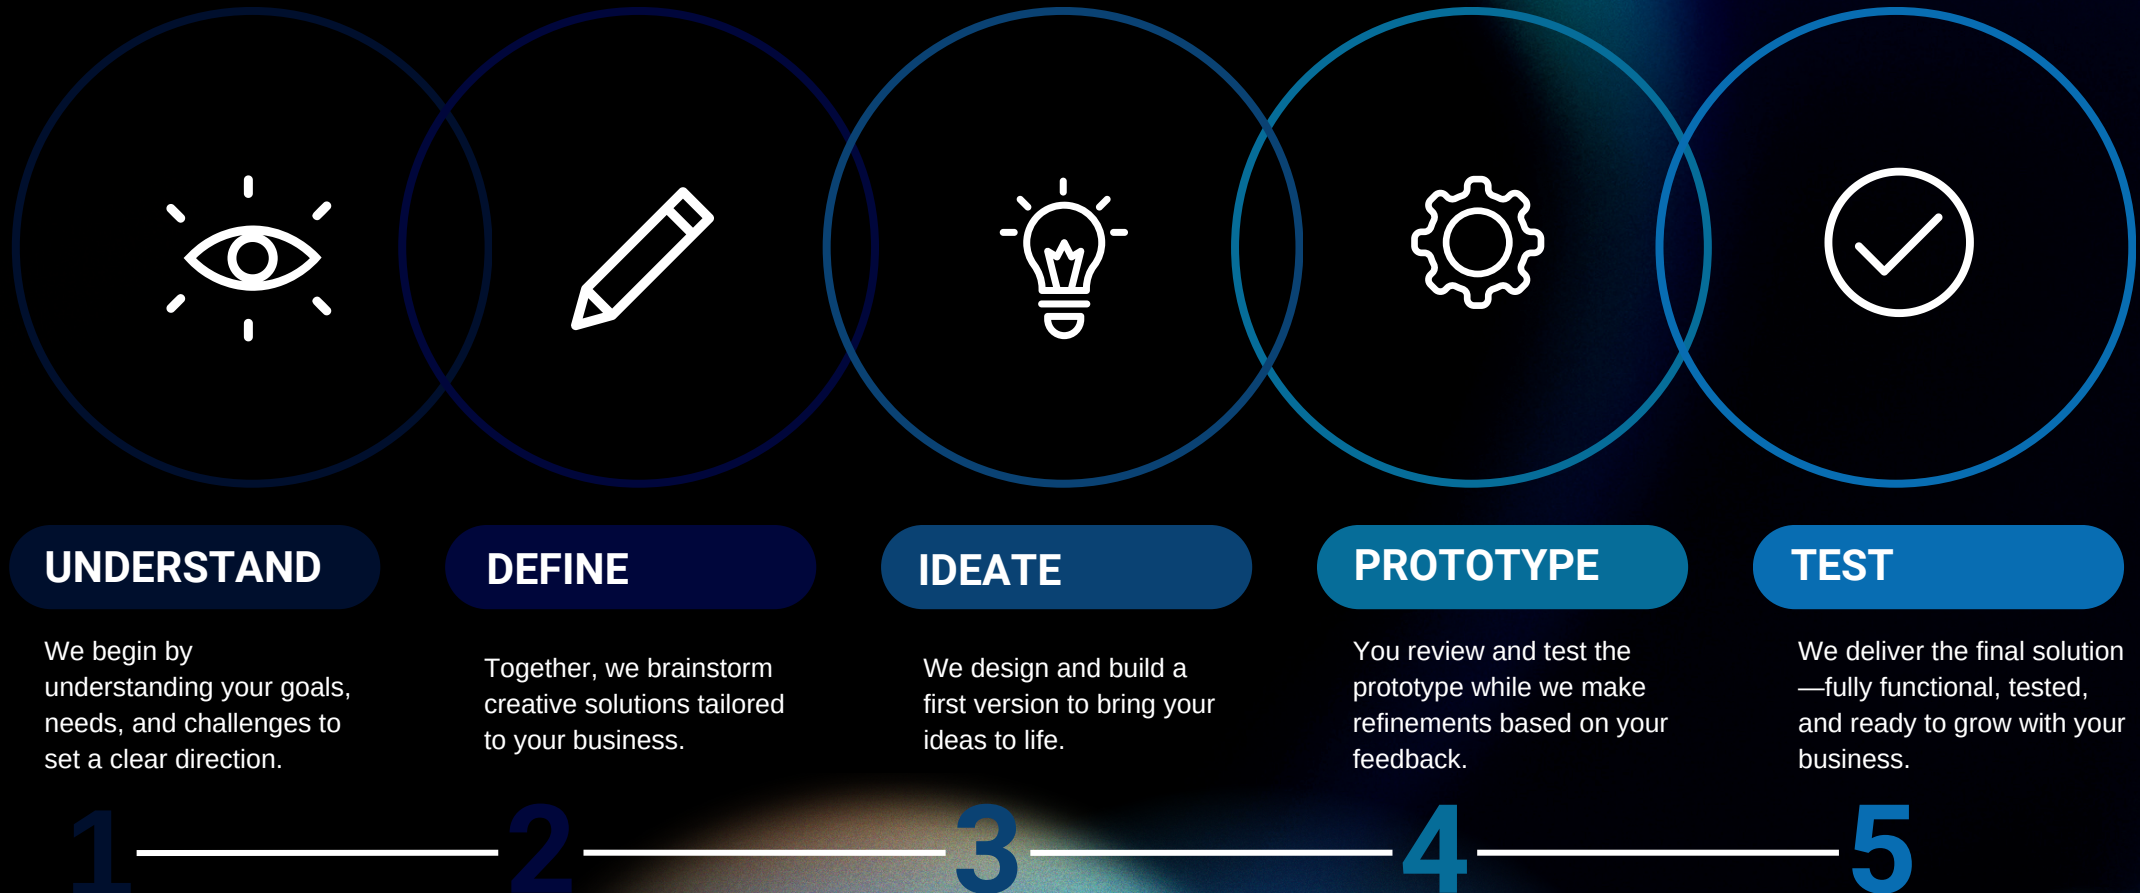 UNDERSTAND
We begin by
understanding your goals,
needs, and challenges to
set a clear direction.
1
DEFINE
Together, we brainstorm
creative solutions tailored
to your business.
2
IDEATE
We design and build a
first version to bring your
ideas to life.
3
PROTOTYPE
You review and test the
prototype while we make
refinements based on your
feedback.
4
TEST
We deliver the final solution
—fully functional, tested,
and ready to grow with your
business.
5